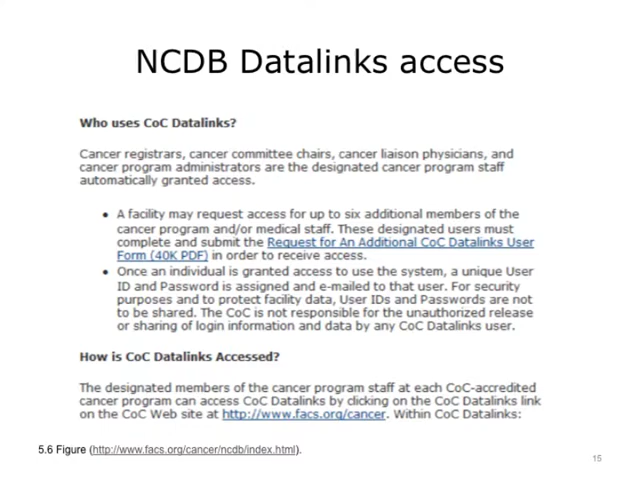 NCDB Datalinks access
Who uses CoC Datalinks?
Cancer registrars, cancer committee chairs, cancer liaison physicians, and
cancer program administrators are the designated cancer program staff
automatically granted access.
• A facility may request access for up to six additional members of the
cancer program and/or medical staff. These designated users must
complete and submit the Request for An Additional CoC Datalinks User
Form (40K PDF) in order to receive access.
• Once an individual is granted access to use the system, a unique User
ID and Password is assigned and e-mailed to that user. For security
purposes and to protect facility data, User IDs and Passwords are not
to be shared. The CoC is not responsible for the unauthorized release
or sharing of login information and data by any CoC Datalinks user.
How is CoC Datalinks Accessed?
The designated members of the cancer program staff at each CoC-accredited
cancer program can access CoC Datalinks by clicking on the CoC Datalinks link
on the CoC Web site at http://www.facs.org/cancer. Within CoC Datalinks:
5.6 Figure (http://www.facs.org/cancer/ncdb/index.html).
15